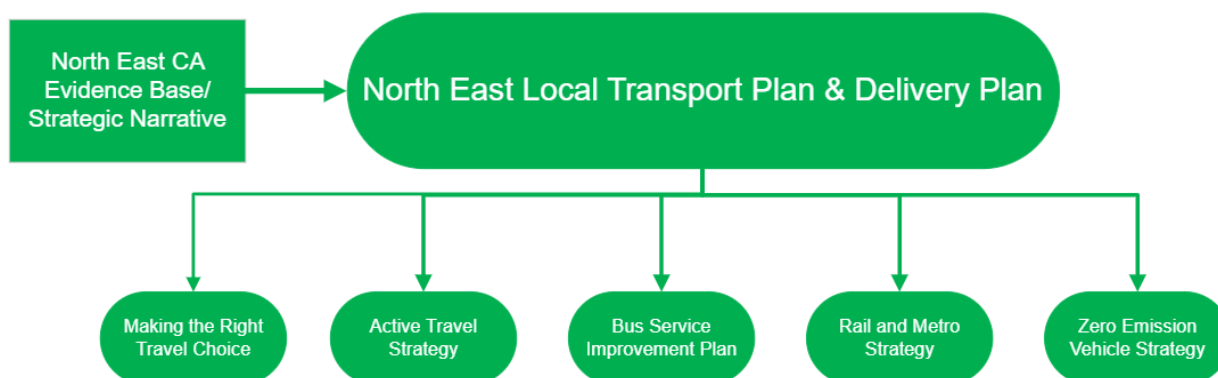 North East CA
Evidence Base/
Strategic Narrative
North East Local Transport Plan & Delivery Plan
Making the Right
Travel Choice
Active Travel
Strategy
Bus Service
Improvement Plan
Rail and Metro
Strategy
Zero Emission
Vehicle Strategy